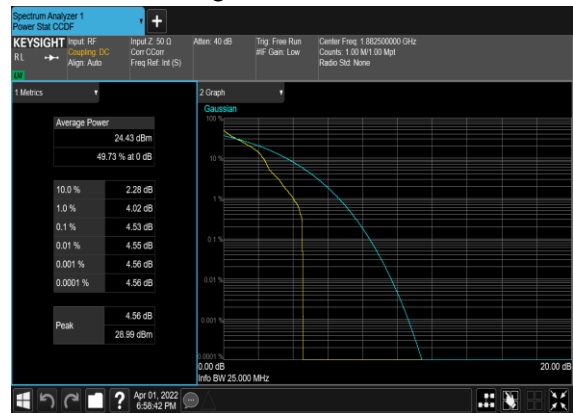 Spectrum Analyzer 1
Power Stat CCDF
+
KEYSIGHT
RL
LW
Input: RF
Coupling: DC
Align: Auto
Input Z: 50 Ω
Corr CCorr
Freq Ref: Int (S)
Atten: 40 dB
Trig: Free Run
#IF Gain: Low
Center Freq: 1.882500000 GHz
Counts: 1.00 M/1.00 Mpt
Radio Std: None
1 Metrics
Average Power
24.43 dBm
49.73 % at 0 dB
10.0 % 2.28 dB
1.0 % 4.02 dB
0.1 % 4.53 dB
0.01 % 4.55 dB
0.001 % 4.56 dB
0.0001 % 4.56 dB
Peak
4.56 dB
28.99 dBm
2 Graph
Gaussian
100 %
10 %
1 %
0.1 %
0.01 %
0.001 %
0.0001 %
0.00 dB 20.00 dB
Info BW 25.000 MHz
?
Apr 01, 2022
6:58:42 PM